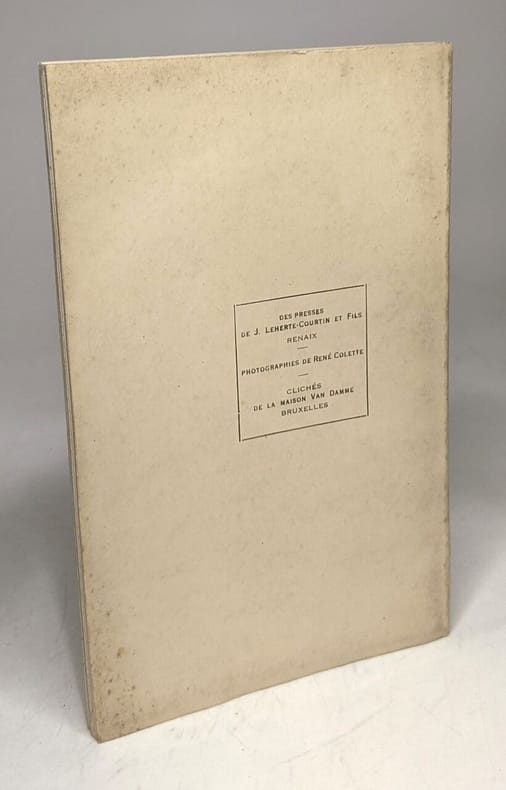 DES PRESSES
DE J. LEHERTE-COURTIN ET FILS
RENAIX
PHOTOGRAPHIES DE RENÉ COLETTE
CLICHÉS
DE LA MAISON VAN DAMME
BRUXELLES